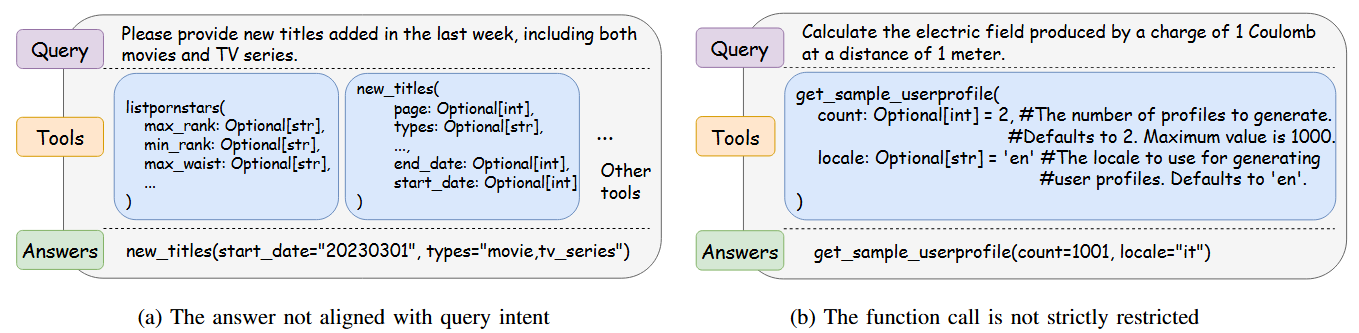 Query
Please provide new titles added in the last week, including both
movies and TV series.
Tools
listpornstars(
max_rank: Optional[str],
min_rank: Optional[str],
max_waist: Optional[str],
...
)
new_titles(
page: Optional[int],
types: Optional[str],
...,
end_date: Optional[int],
start_date: Optional[int]
)
...
Other
tools
Answers
new_titles(start_date="20230301", types="movie,tv_series")
(a) The answer not aligned with query intent
Query
Calculate the electric field produced by a charge of 1 Coulomb
at a distance of 1 meter.
Tools
get_sample_userprofile(
count: Optional[int] = 2, #The number of profiles to generate.
#Defaults to 2. Maximum value is 1000.
locale: Optional[str] = 'en' #The locale to use for generating
#user profiles. Defaults to 'en'.
)
Answers
get_sample_userprofile(count=1001, locale="it")
(b) The function call is not strictly restricted